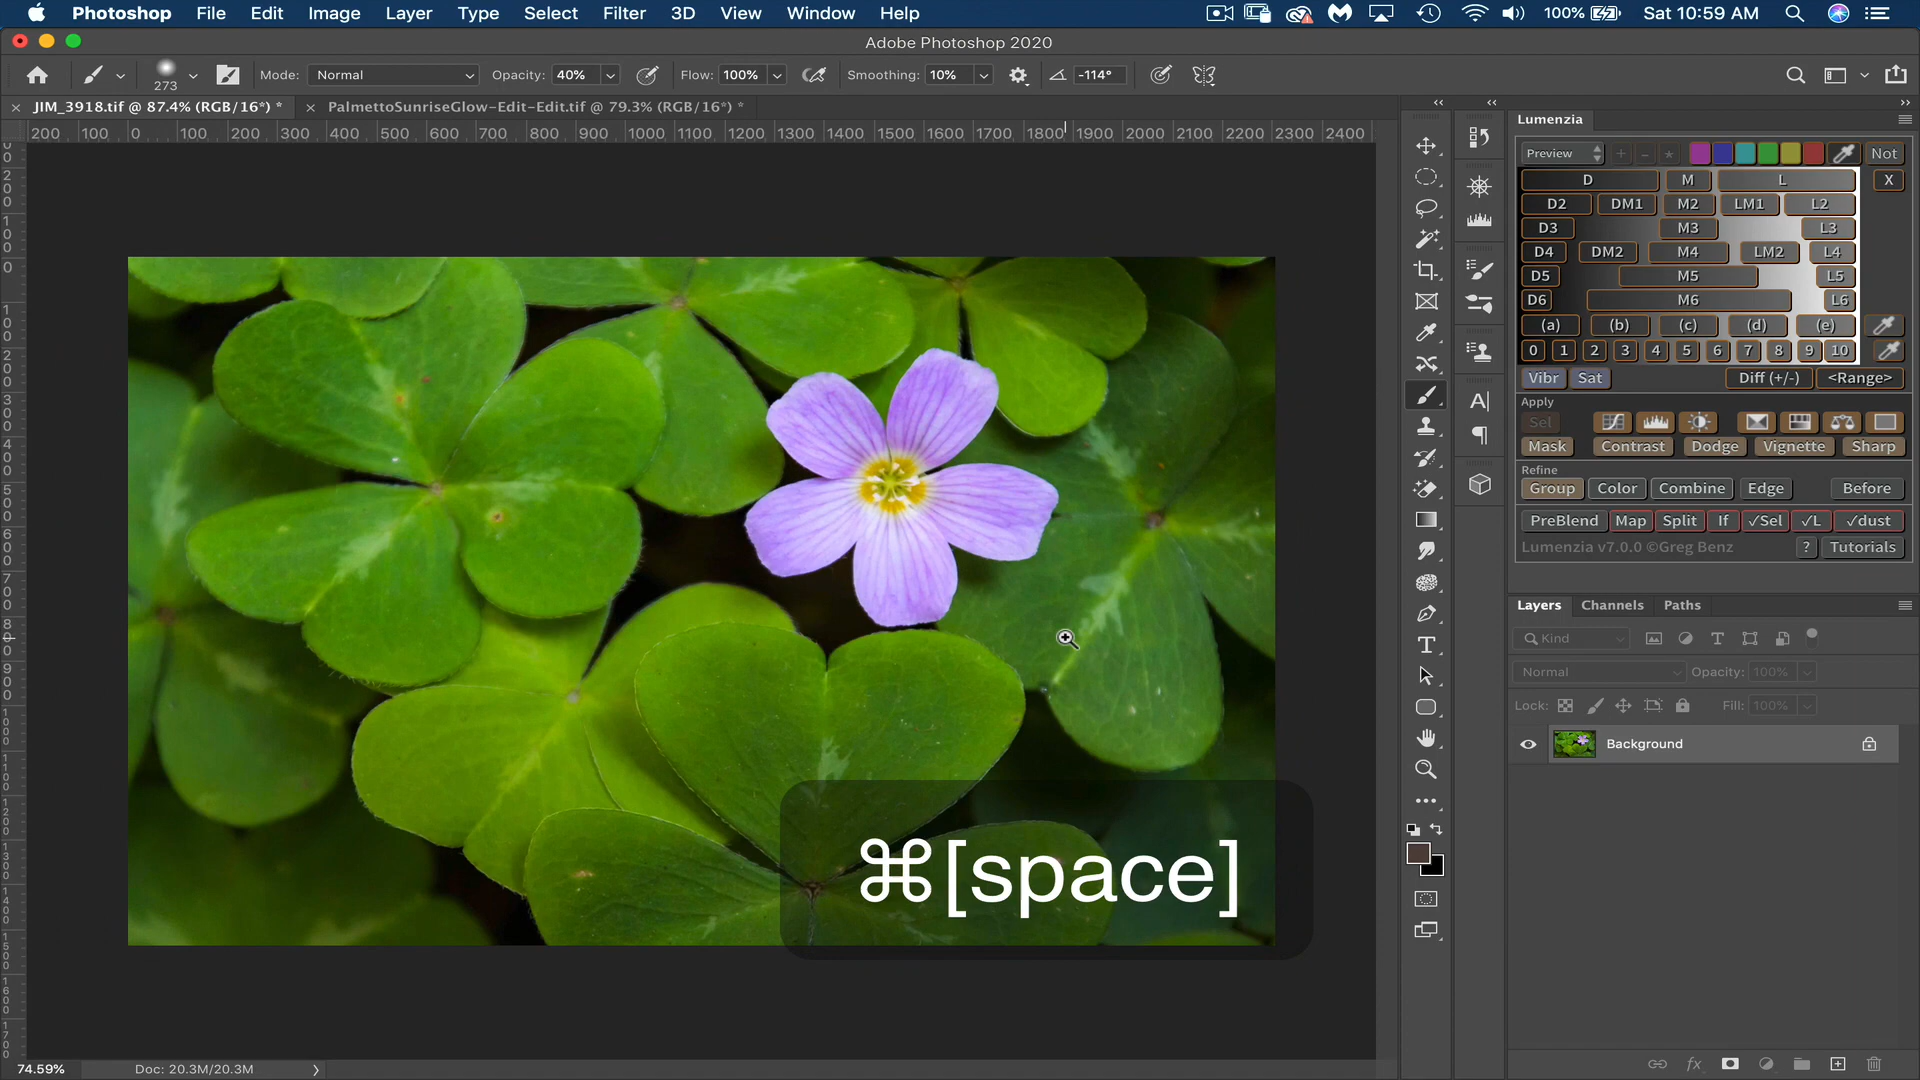 Photoshop File Edit Image Layer Type Select Filter 3D View Window Help 100% Sat 10:59 AM
Adobe Photoshop 2020
273 Mode: Normal Opacity: 40% Flow: 100% Smoothing: 10% -114°
× JIM_3918.tif @ 87.4% (RGB/16*) * × PalmettoSunriseGlow-Edit-Edit.tif @ 79.3% (RGB/16*) *
200 100 0 100 200 300 400 500 600 700 800 900 1000 1100 1200 1300 1400 1500 1600 1700 1800 1900 2000 2100 2200 2300 2400
Lumenzia
Preview + - * Not
D M L X
D2 DM1 M2 LM1 L2
D3 M3 L3
D4 DM2 M4 LM2 L4
D5 M5 L5
D6 M6 L6
(a) (b) (c) (d) (e)
0 1 2 3 4 5 6 7 8 9 10
Vibr Sat Diff (+/-) <Range>
Apply
Sel
Mask Contrast Dodge Vignette Sharp
Refine
Group Color Combine Edge Before
PreBlend Map Split If ✓Sel ✓L ✓dust
Lumenzia v7.0.0 ©Greg Benz ? Tutorials
Layers Channels Paths
Kind
Normal Opacity: 100%
Lock: Fill: 100%
Background
⌘[space]
74.59% Doc: 20.3M/20.3M